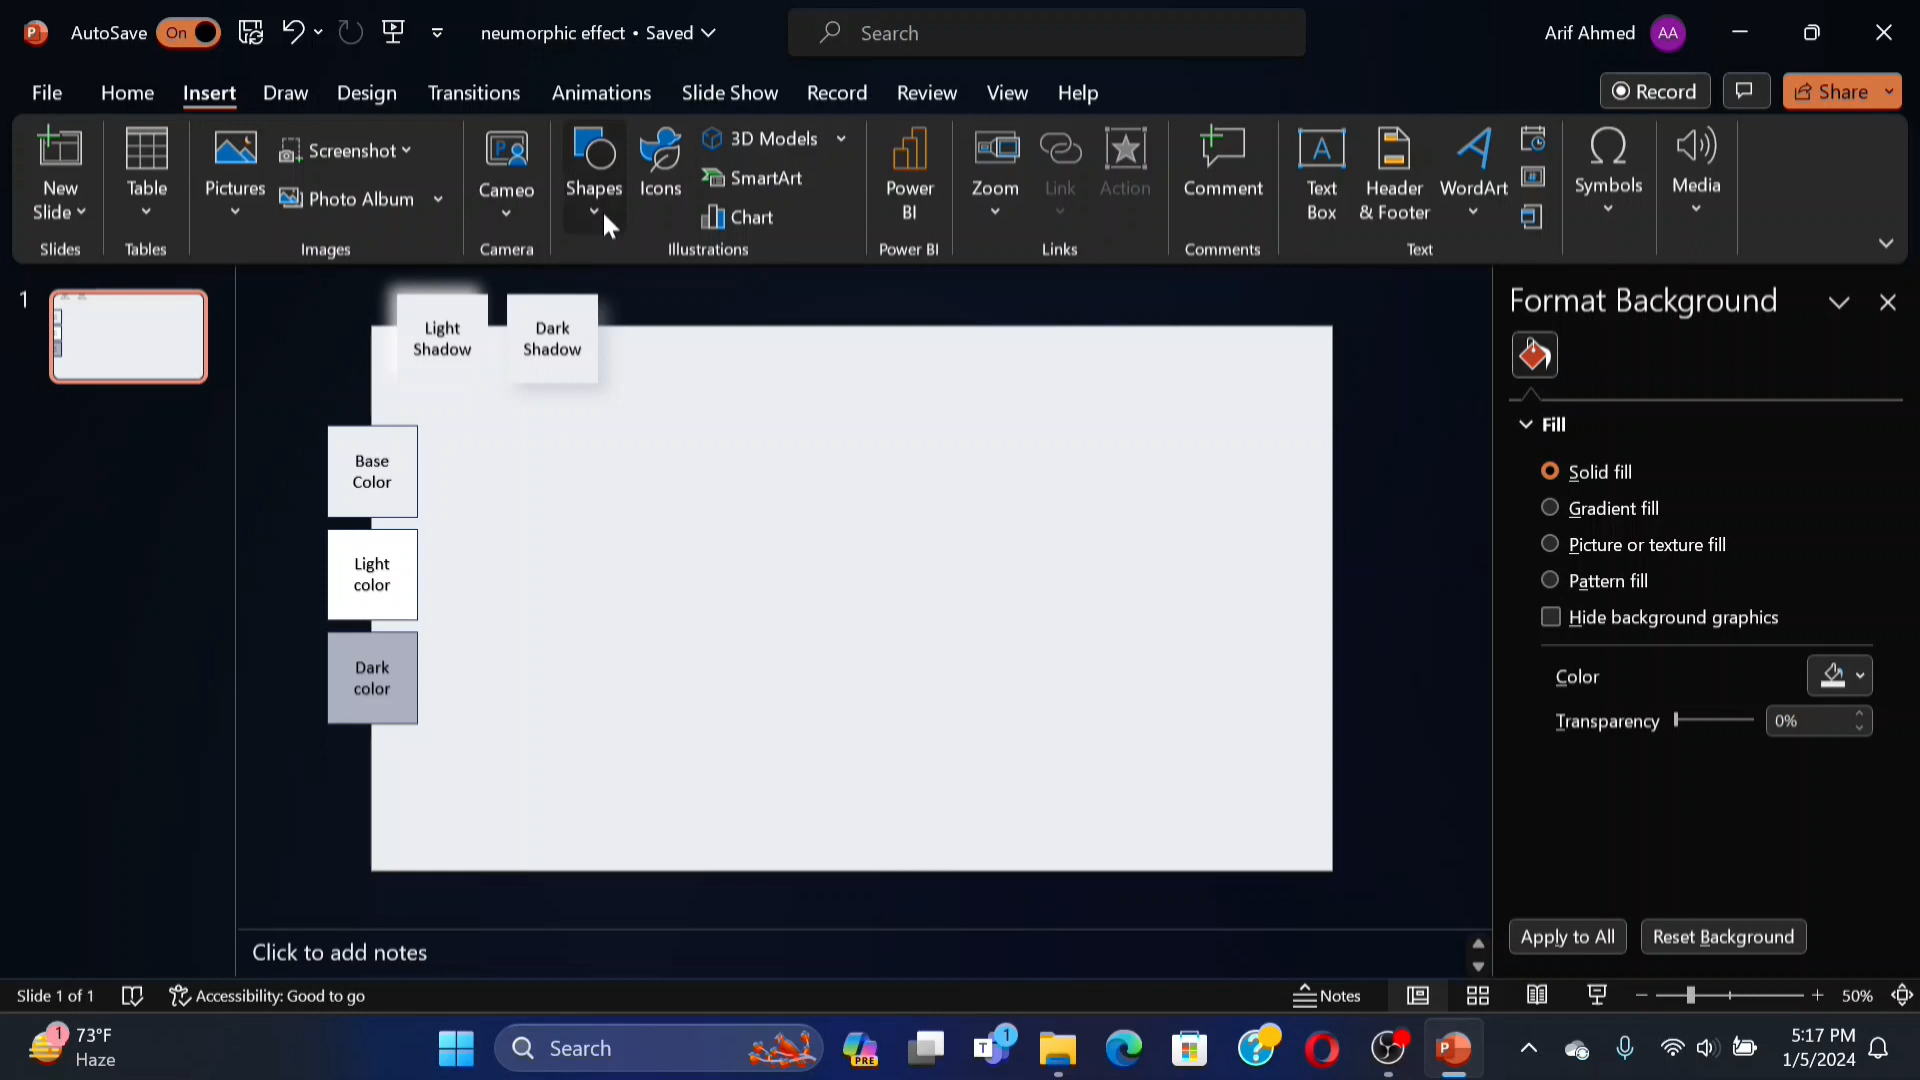 AutoSave On neumorphic effect • Saved Search Arif Ahmed AA
File Home Insert Draw Design Transitions Animations Slide Show Record Review View Help Record Share
New Slide
Table
Pictures
Screenshot
Photo Album
Cameo
Shapes
Icons
3D Models
SmartArt
Chart
Power BI
Zoom
Link
Action
Comment
Text Box
Header & Footer
WordArt
Symbols
Media
Slides Tables Images Camera Illustrations Power BI Links Comments Text
1
Light
Shadow
Dark
Shadow
Base
Color
Light
color
Dark
color
Format Background
Fill
Solid fill
Gradient fill
Picture or texture fill
Pattern fill
Hide background graphics
Color
Transparency 0%
Apply to All Reset Background
Click to add notes
Slide 1 of 1 Accessibility: Good to go Notes 50%
1 73°F
Haze
Search
PRE
T 1
P
5:17 PM
1/5/2024